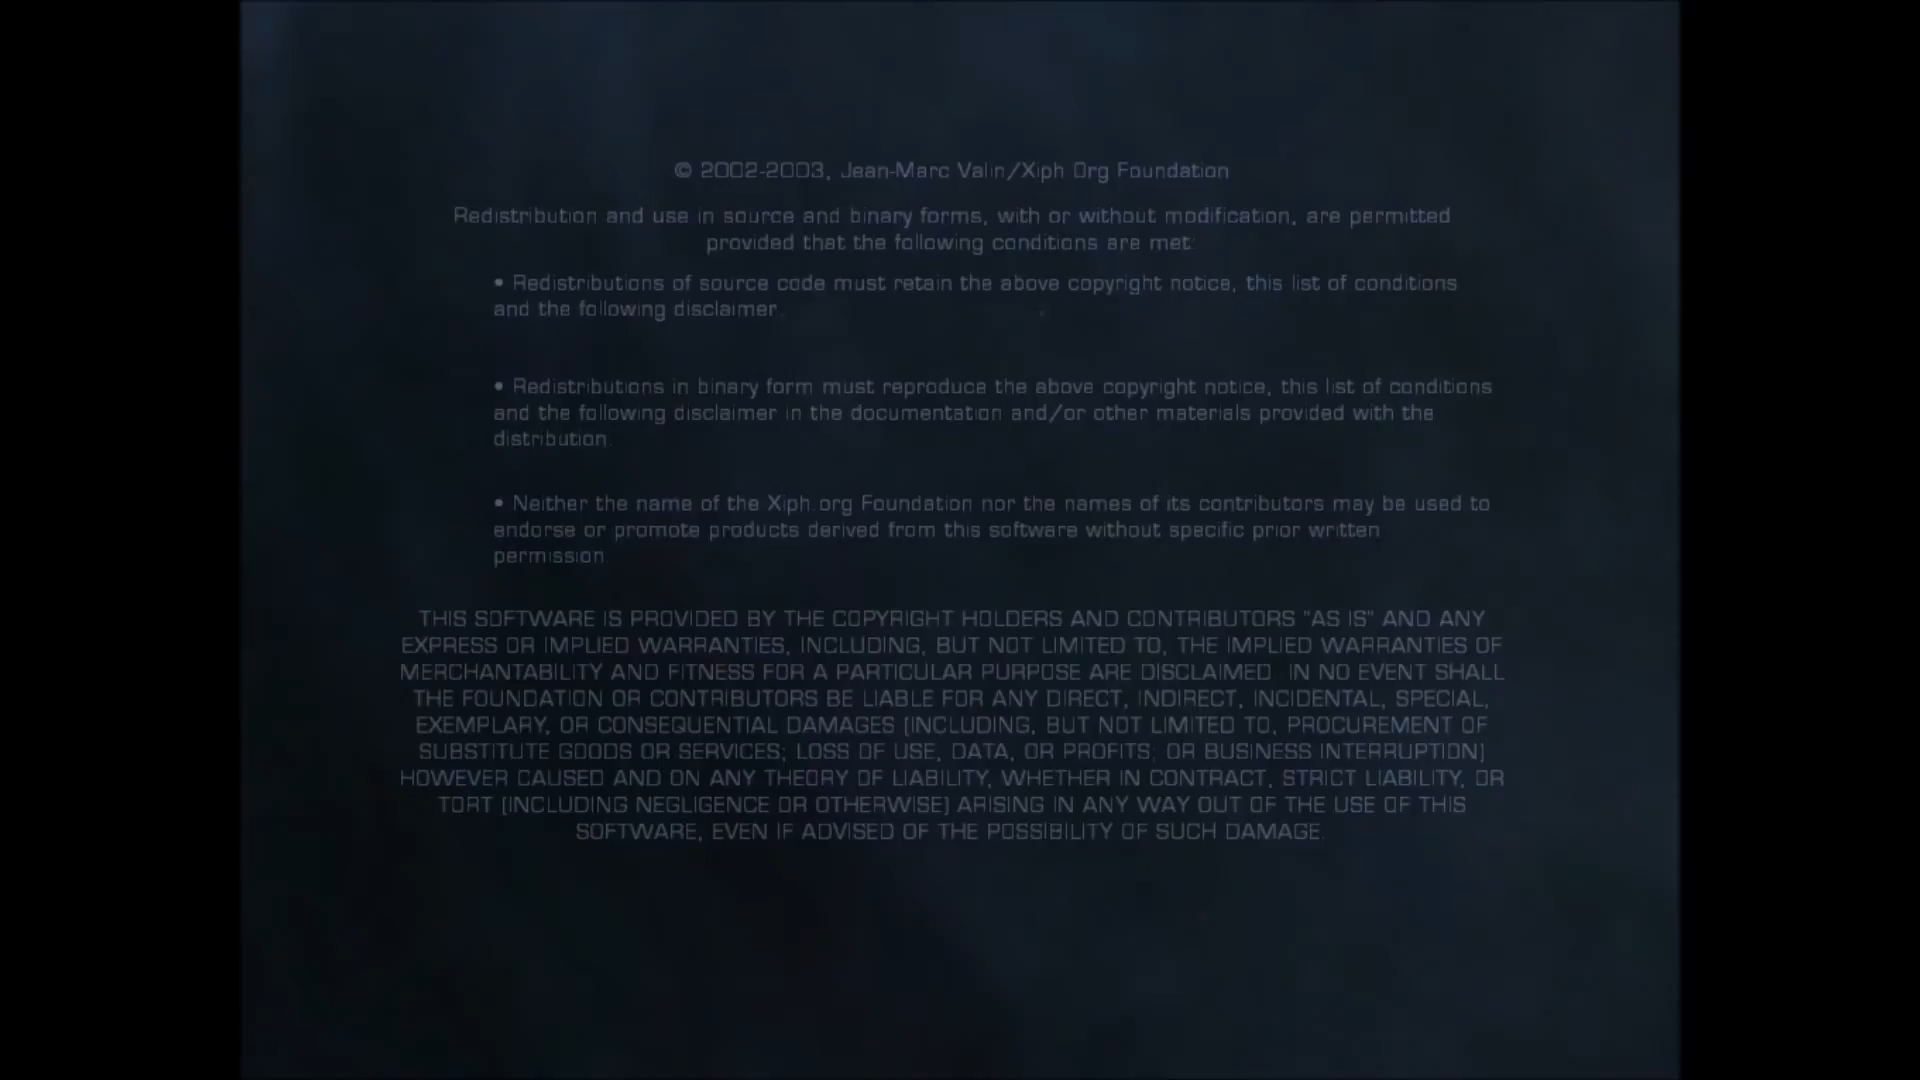 © 2002-2003, Jean-Marc Valin/Xiph Org Foundation
Redistribution and use in source and binary forms, with or without modification, are permitted
provided that the following conditions are met:
• Redistributions of source code must retain the above copyright notice, this list of conditions
and the following disclaimer.
• Redistributions in binary form must reproduce the above copyright notice, this list of conditions
and the following disclaimer in the documentation and/or other materials provided with the
distribution.
• Neither the name of the Xiph.org Foundation nor the names of its contributors may be used to
endorse or promote products derived from this software without specific prior written
permission.
THIS SOFTWARE IS PROVIDED BY THE COPYRIGHT HOLDERS AND CONTRIBUTORS "AS IS" AND ANY
EXPRESS OR IMPLIED WARRANTIES, INCLUDING, BUT NOT LIMITED TO, THE IMPLIED WARRANTIES OF
MERCHANTABILITY AND FITNESS FOR A PARTICULAR PURPOSE ARE DISCLAIMED. IN NO EVENT SHALL
THE FOUNDATION OR CONTRIBUTORS BE LIABLE FOR ANY DIRECT, INDIRECT, INCIDENTAL, SPECIAL,
EXEMPLARY, OR CONSEQUENTIAL DAMAGES (INCLUDING, BUT NOT LIMITED TO, PROCUREMENT OF
SUBSTITUTE GOODS OR SERVICES; LOSS OF USE, DATA, OR PROFITS; OR BUSINESS INTERRUPTION)
HOWEVER CAUSED AND ON ANY THEORY OF LIABILITY, WHETHER IN CONTRACT, STRICT LIABILITY, OR
TORT (INCLUDING NEGLIGENCE OR OTHERWISE) ARISING IN ANY WAY OUT OF THE USE OF THIS
SOFTWARE, EVEN IF ADVISED OF THE POSSIBILITY OF SUCH DAMAGE.